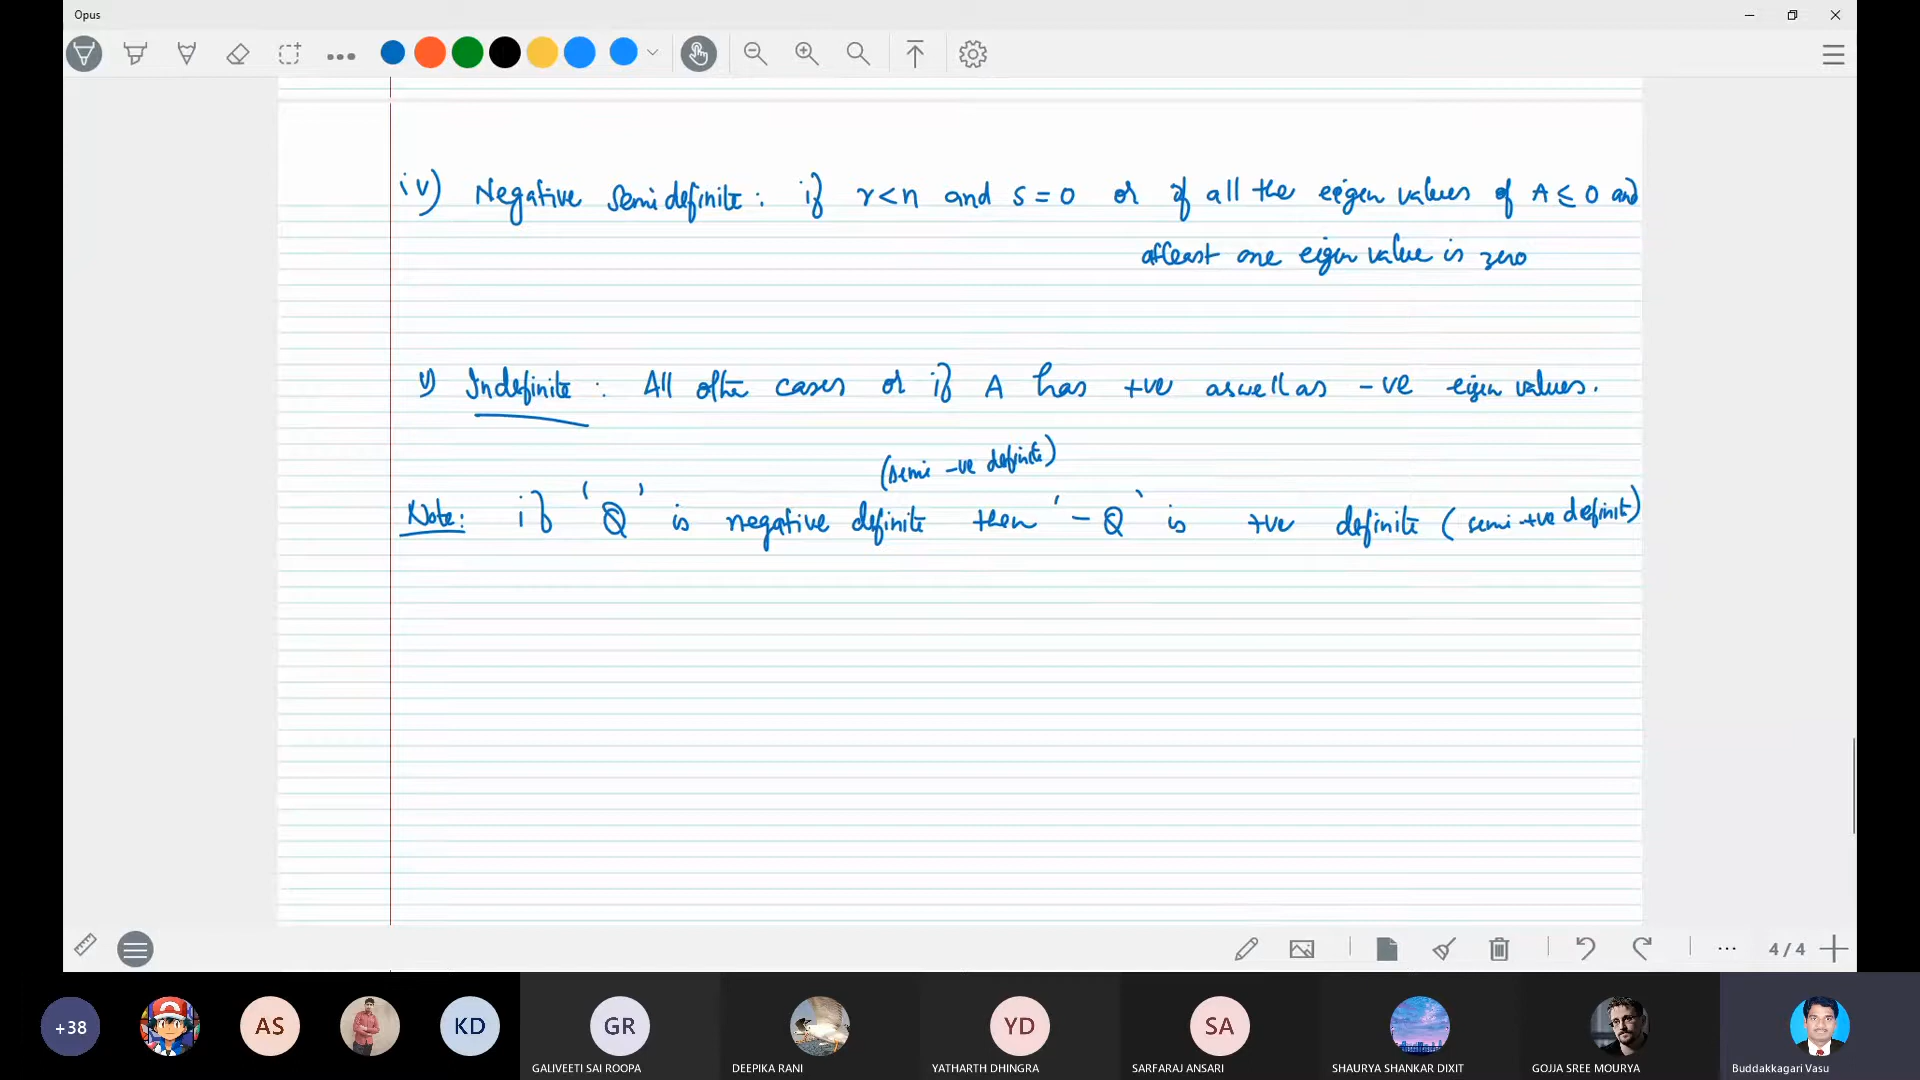 Opus
iv) Negative Semidefinite: if r<n and s=0 or if all the eigen values of A ≤ 0 and
atleast one eigen value is zero
v) Indefinite: All other cases or if A has +ve aswell as -ve eigen values.
(semi -ve definite)
Note: if 'Q' is negative definite then '-Q' is +ve definite (semi +ve definit)
4/4
+38
AS
KD
GR
YD
SA
GALIVEETI SAI ROOPA
DEEPIKA RANI
YATHARTH DHINGRA
SARFARAJ ANSARI
SHAURYA SHANKAR DIXIT
GOJJA SREE MOURYA
Buddakkagari Vasu